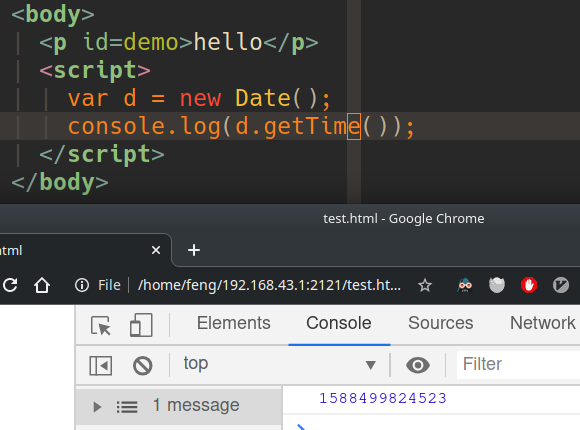 <body>
<p id=demo>hello</p>
<script>
var d = new Date();
console.log(d.getTime());
</script>
</body>
test.html - Google Chrome
html
File /home/feng/192.168.43.1:2121/test.ht...
Elements Console Sources Network
top Filter
1 message 1588499824523